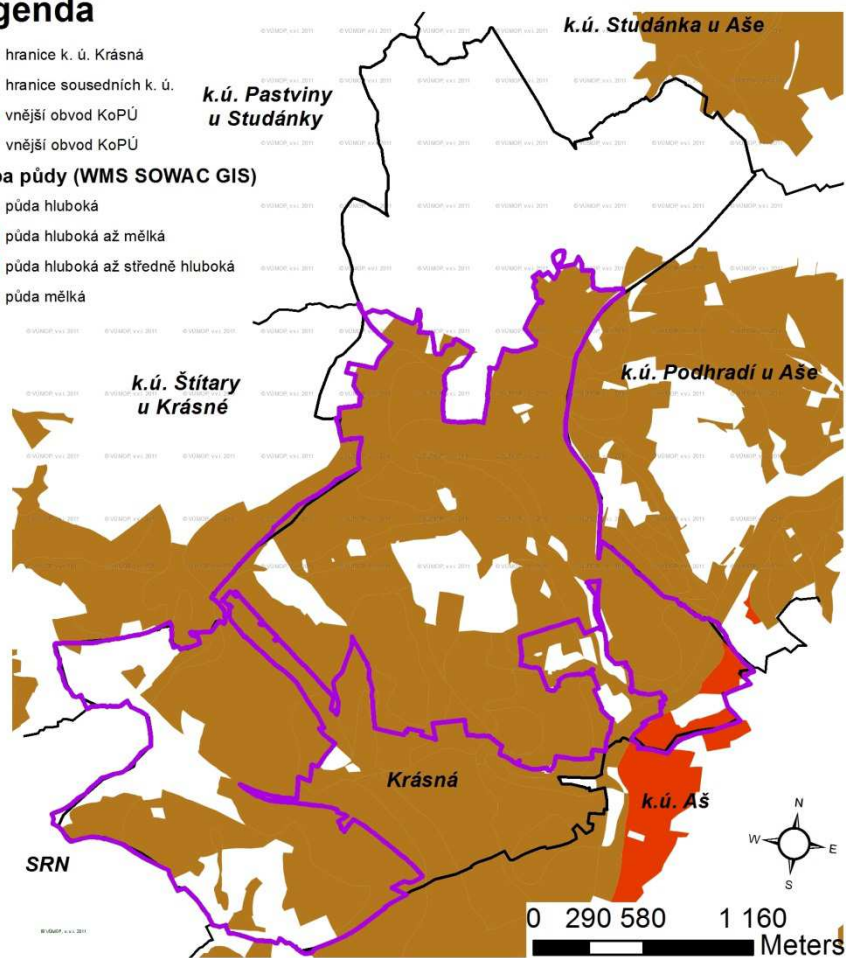 genda
hranice k. ú. Krásná
hranice sousedních k. ú.
vnější obvod KoPÚ
vnější obvod KoPÚ
pa půdy (WMS SOWAC GIS)
půda hluboká
půda hluboká až mělká
půda hluboká až středně hluboká
půda mělká
k.ú. Studánka u Aše
k.ú. Pastviny
u Studánky
k.ú. Štítary
u Krásné
k.ú. Podhradí u Aše
Krásná
k.ú. Aš
SRN
N
W
E
S
0 290 580 1 160
Meters